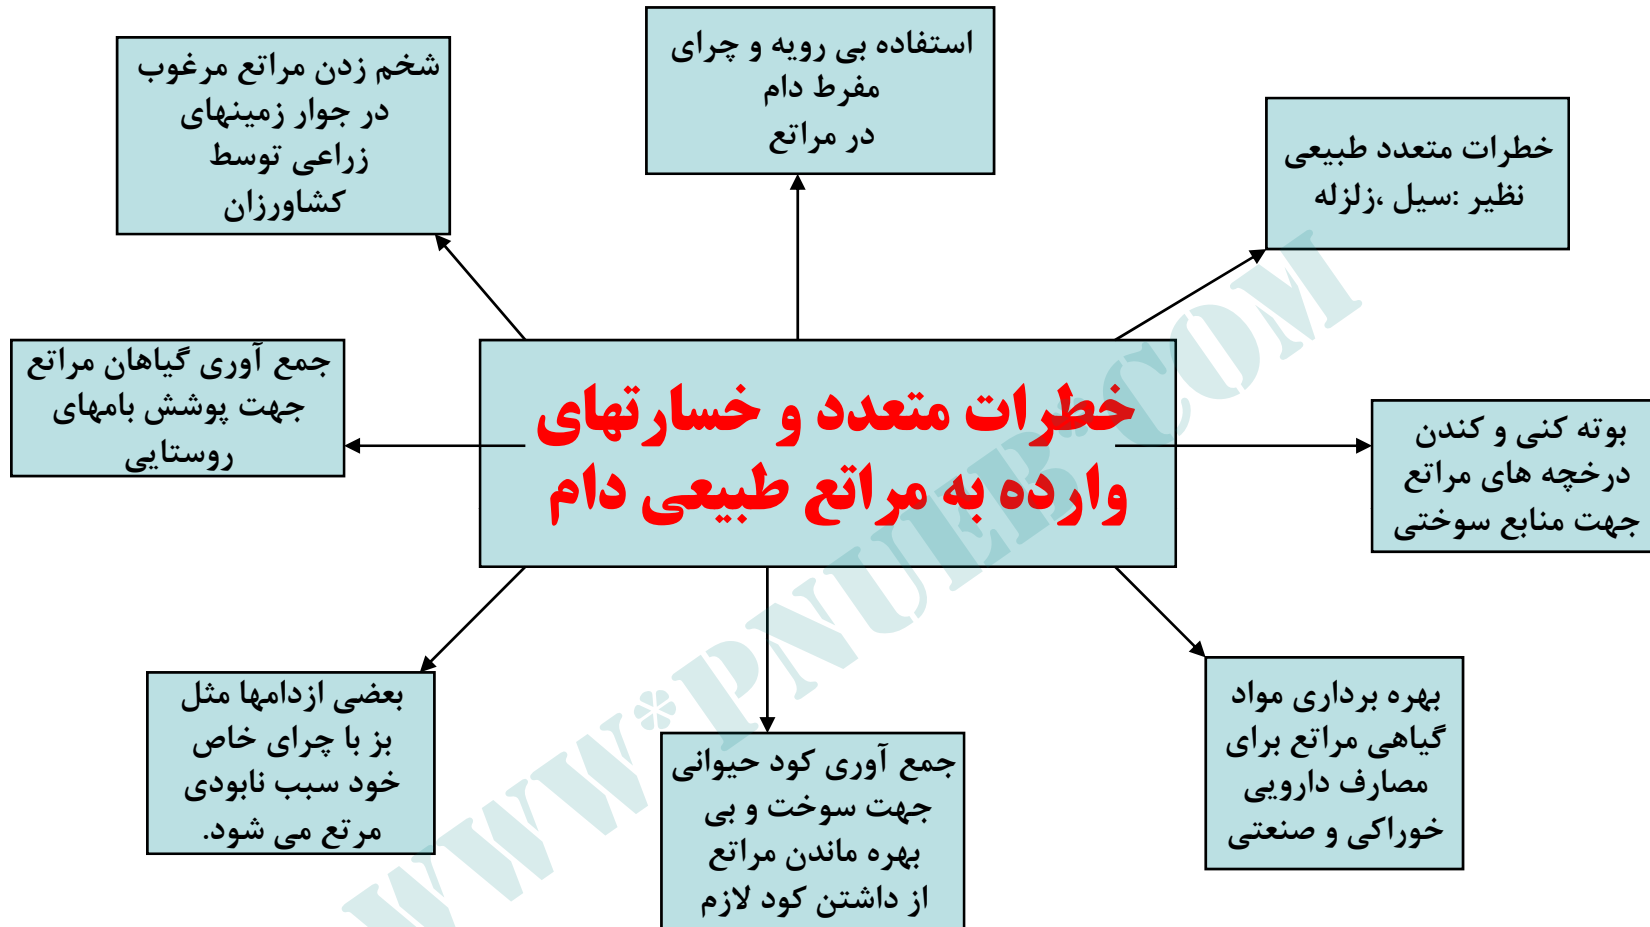 استفاده بی رویه و چرای
مفرط دام
در مراتع
شخم زدن مراتع مرغوب
در جوار زمینهای
زراعی توسط
کشاورزان
خطرات متعدد طبیعی
نظیر :سیل ،زلزله
خطرات متعدد و خسارتهای
وارده به مراتع طبیعی دام
جمع آوری گیاهان مراتع
جهت پوشش بامهای
روستایی
بوته کنی و کندن
درخچه های مراتع
جهت منابع سوختی
بعضی ازدامها مثل
بز با چرای خاص
خود سبب نابودی
مرتع می شود.
جمع آوری کود حیوانی
جهت سوخت و بی
بهره ماندن مراتع
از داشتن کود لازم
بهره برداری مواد
گیاهی مراتع برای
مصارف دارویی
خوراکی و صنعتی
WWW*PNUEB*COM